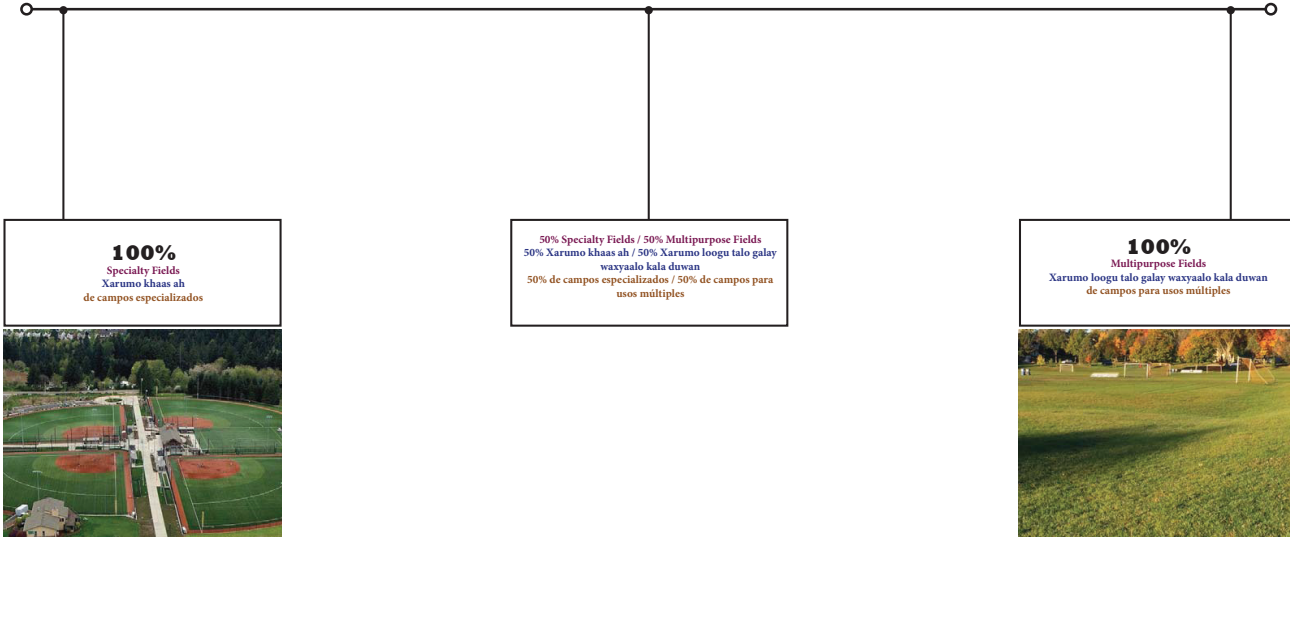 100%
Specialty Fields
Xarumo khaas ah
de campos especializados
50% Specialty Fields / 50% Multipurpose Fields
50% Xarumo khaas ah / 50% Xarumo loogu talo galay
waxyaalo kala duwan
50% de campos especializados / 50% de campos para
usos múltiples
100%
Multipurpose Fields
Xarumo loogu talo galay waxyaalo kala duwan
de campos para usos múltiples